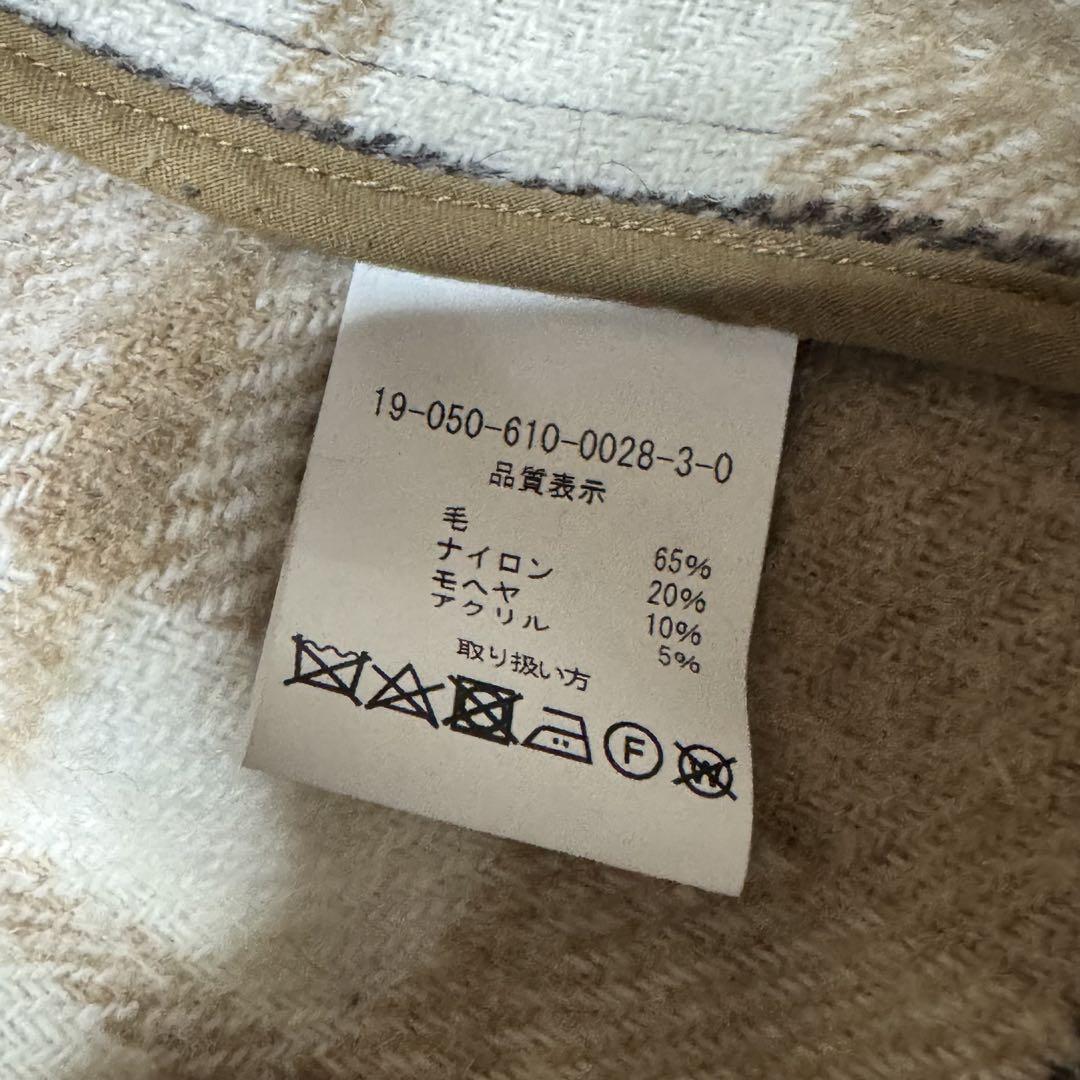 19-050-610-0028-3-0
品質表示
毛 65%
ナイロン 20%
モヘヤ 10%
アクリル 5%
取り扱い方
F W